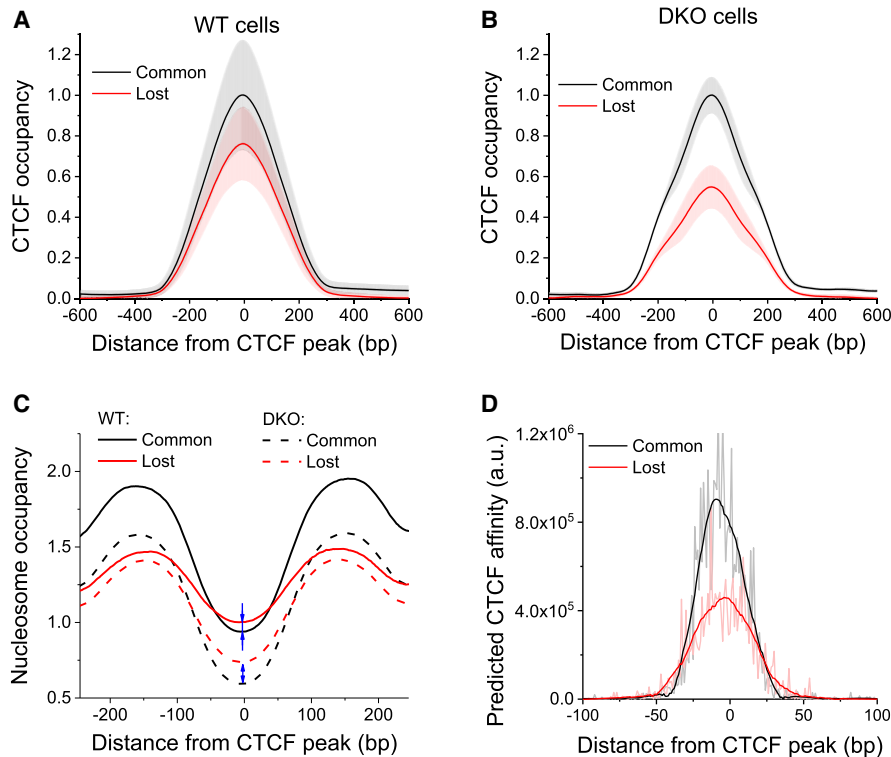 A
WT cells
CTCF occupancy
1.2
1.0
0.8
0.6
0.4
0.2
0.0
Common
Lost
-600 -400 -200 0 200 400 600
Distance from CTCF peak (bp)
B
DKO cells
CTCF occupancy
1.2
1.0
0.8
0.6
0.4
0.2
0.0
Common
Lost
-600 -400 -200 0 200 400 600
Distance from CTCF peak (bp)
C
WT: DKO:
Common Common
Lost Lost
Nucleosome occupancy
2.0
1.5
1.0
0.5
-200 -100 0 100 200
Distance from CTCF peak (bp)
D
Predicted CTCF affinity (a.u.)
1.2x10⁶
8.0x10⁵
4.0x10⁵
0.0
Common
Lost
-100 -50 0 50 100
Distance from CTCF peak (bp)